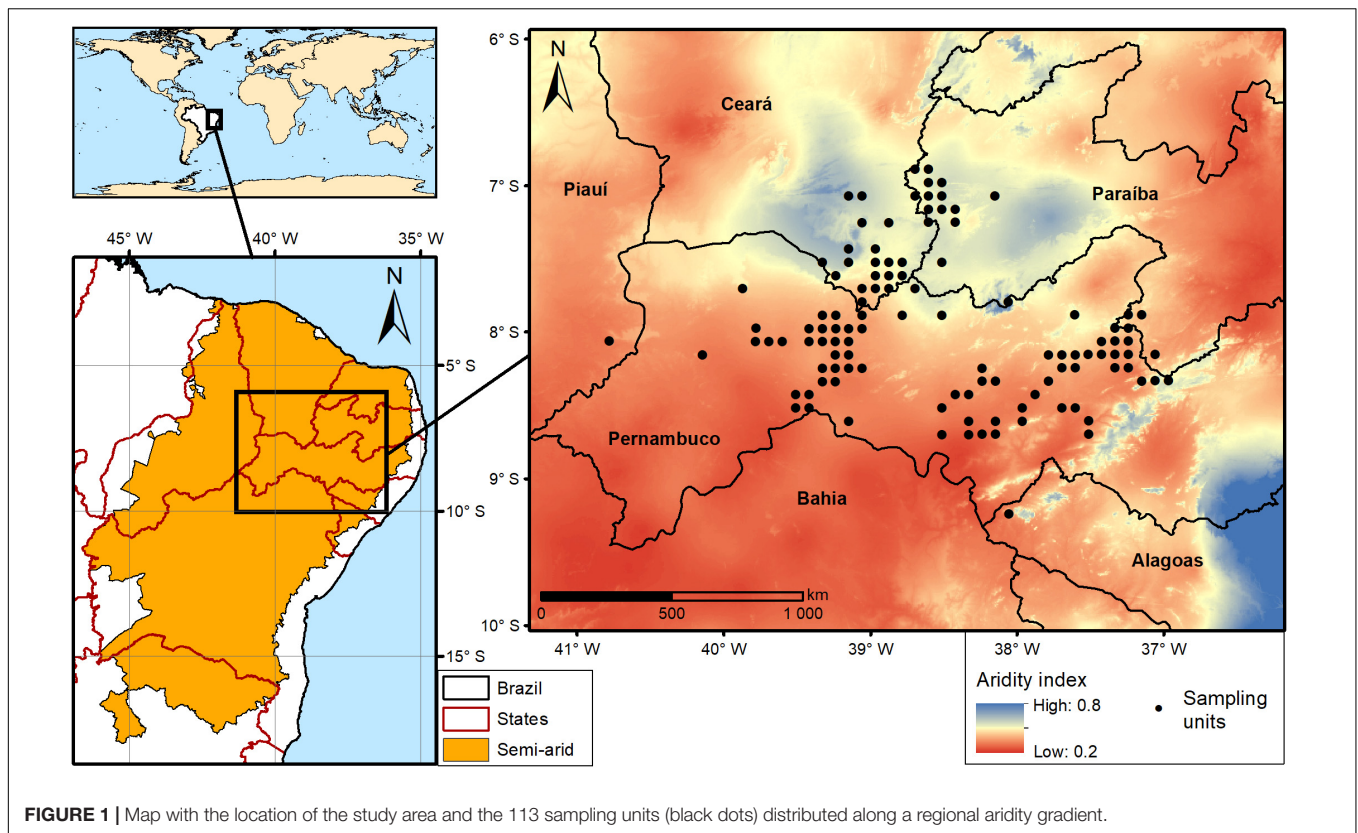 45° W 40° W 35° W
N
5° S
10° S
15° S
Brazil
States
Semi-arid
6° S
7° S
8° S
9° S
10° S
N
Ceará
Piauí
Paraíba
Pernambuco
Bahia
Alagoas
km
0 500 1 000
41° W 40° W 39° W 38° W 37° W
Aridity index
High: 0.8
Low: 0.2
Sampling
units
FIGURE 1 | Map with the location of the study area and the 113 sampling units (black dots) distributed along a regional aridity gradient.